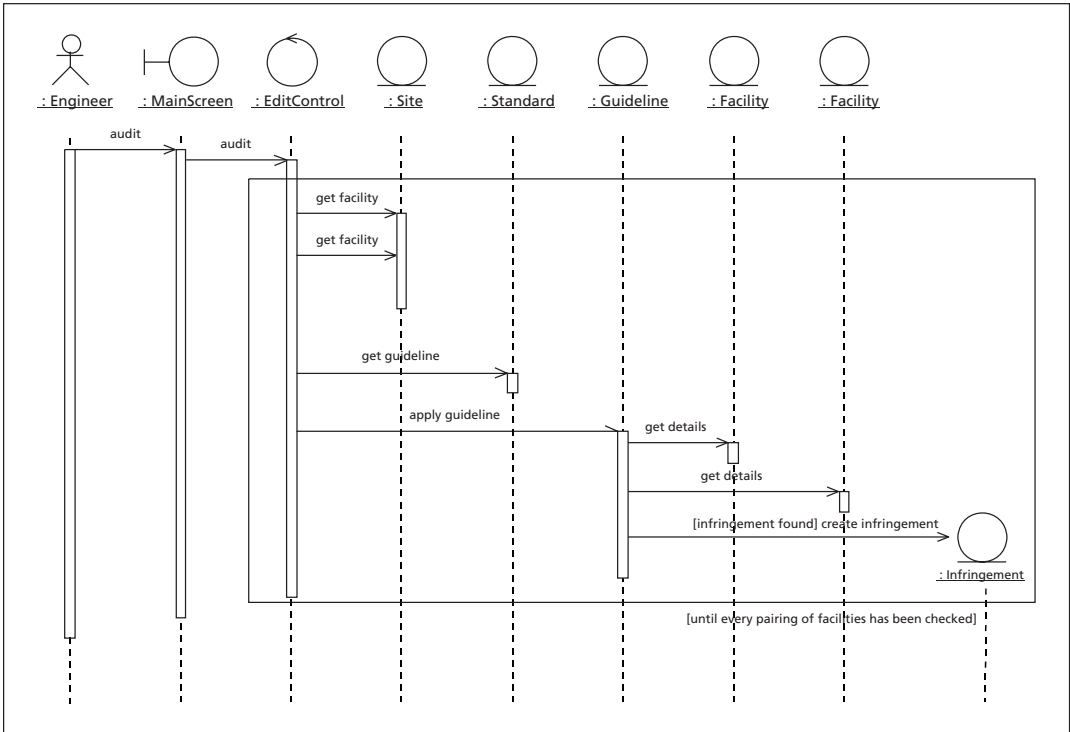 : Engineer
: MainScreen
: EditControl
: Site
: Standard
: Guideline
: Facility
: Facility
audit
audit
get facility
get facility
get guideline
apply guideline
get details
get details
[infringement found] create infringement
: Infringement
[until every pairing of facilities has been checked]